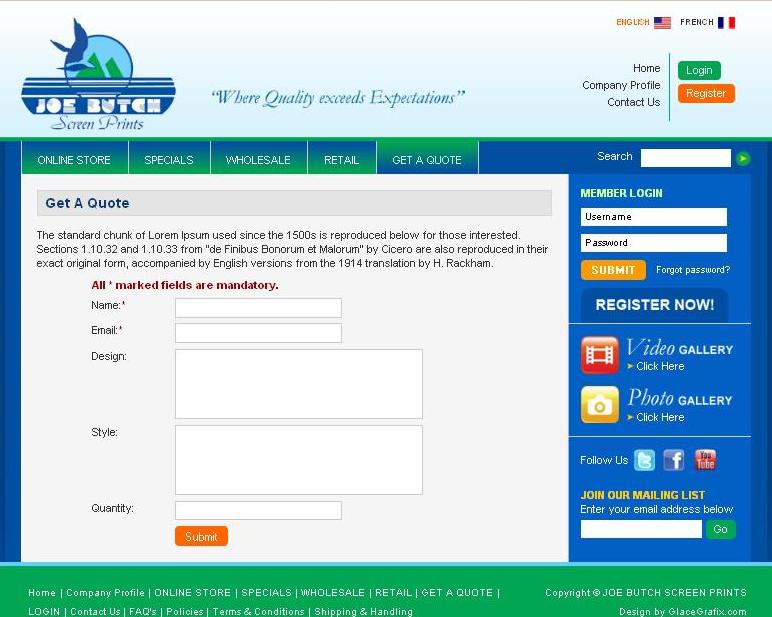 ENGLISH FRENCH
JOE BUTCH
Screen Prints
"Where Quality exceeds Expectations"
Home
Company Profile
Contact Us
Login
Register
ONLINE STORE SPECIALS WHOLESALE RETAIL GET A QUOTE
Search
Get A Quote
The standard chunk of Lorem Ipsum used since the 1500s is reproduced below for those interested.
Sections 1.10.32 and 1.10.33 from "de Finibus Bonorum et Malorum" by Cicero are also reproduced in their
exact original form, accompanied by English versions from the 1914 translation by H. Rackham.
All * marked fields are mandatory.
Name:*
Email:*
Design:
Style:
Quantity:
Submit
MEMBER LOGIN
Username
Password
SUBMIT Forgot password?
REGISTER NOW!
Video GALLERY
Click Here
Photo GALLERY
Click Here
Follow Us
You Tube
JOIN OUR MAILING LIST
Enter your email address below
Go
Home | Company Profile | ONLINE STORE | SPECIALS | WHOLESALE | RETAIL | GET A QUOTE |
LOGIN | Contact Us | FAQ's | Policies | Terms & Conditions | Shipping & Handling
Copyright © JOE BUTCH SCREEN PRINTS
Design by GlaceGrafix.com